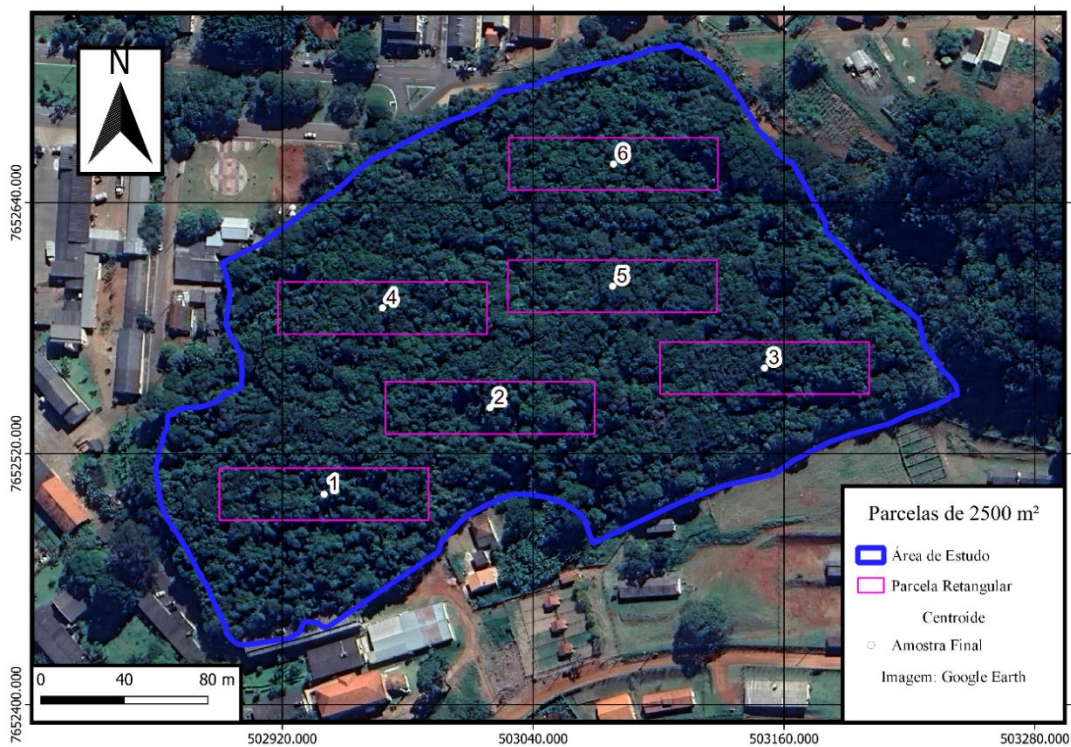 N
6
5
4
3
2
1
7652640.000
7652520.000
7652400.000
0 40 80 m
Parcelas de 2500 m²
Área de Estudo
Parcela Retangular
Centroide
Amostra Final
Imagem: Google Earth
502920.000 503040.000 503160.000 503280.000